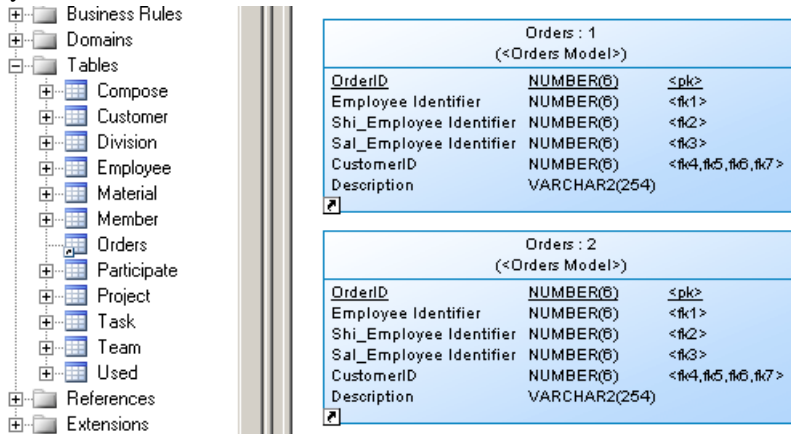 Business Rules
Domains
Tables
Compose
Customer
Division
Employee
Material
Member
Orders
Participate
Project
Task
Team
Used
References
Extensions
Orders : 1
(<Orders Model>)
OrderID NUMBER(6) <pk>
Employee Identifier NUMBER(6) <fk1>
Shi_Employee Identifier NUMBER(6) <fk2>
Sal_Employee Identifier NUMBER(6) <fk3>
CustomerID NUMBER(6) <fk4,fk5,fk6,fk7>
Description VARCHAR2(254)
Orders : 2
(<Orders Model>)
OrderID NUMBER(6) <pk>
Employee Identifier NUMBER(6) <fk1>
Shi_Employee Identifier NUMBER(6) <fk2>
Sal_Employee Identifier NUMBER(6) <fk3>
CustomerID NUMBER(6) <fk4,fk5,fk6,fk7>
Description VARCHAR2(254)